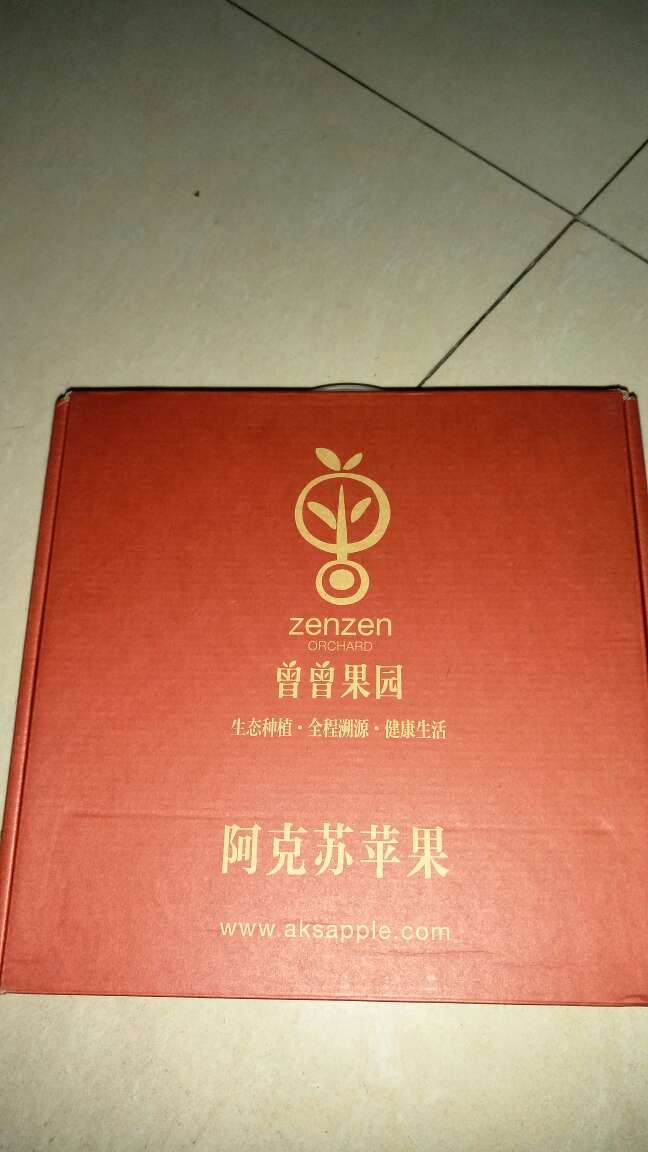 zenzen
ORCHARD
曾曾果园
生态种植·全程溯源·健康生活
阿克苏苹果
www.aksapple.com